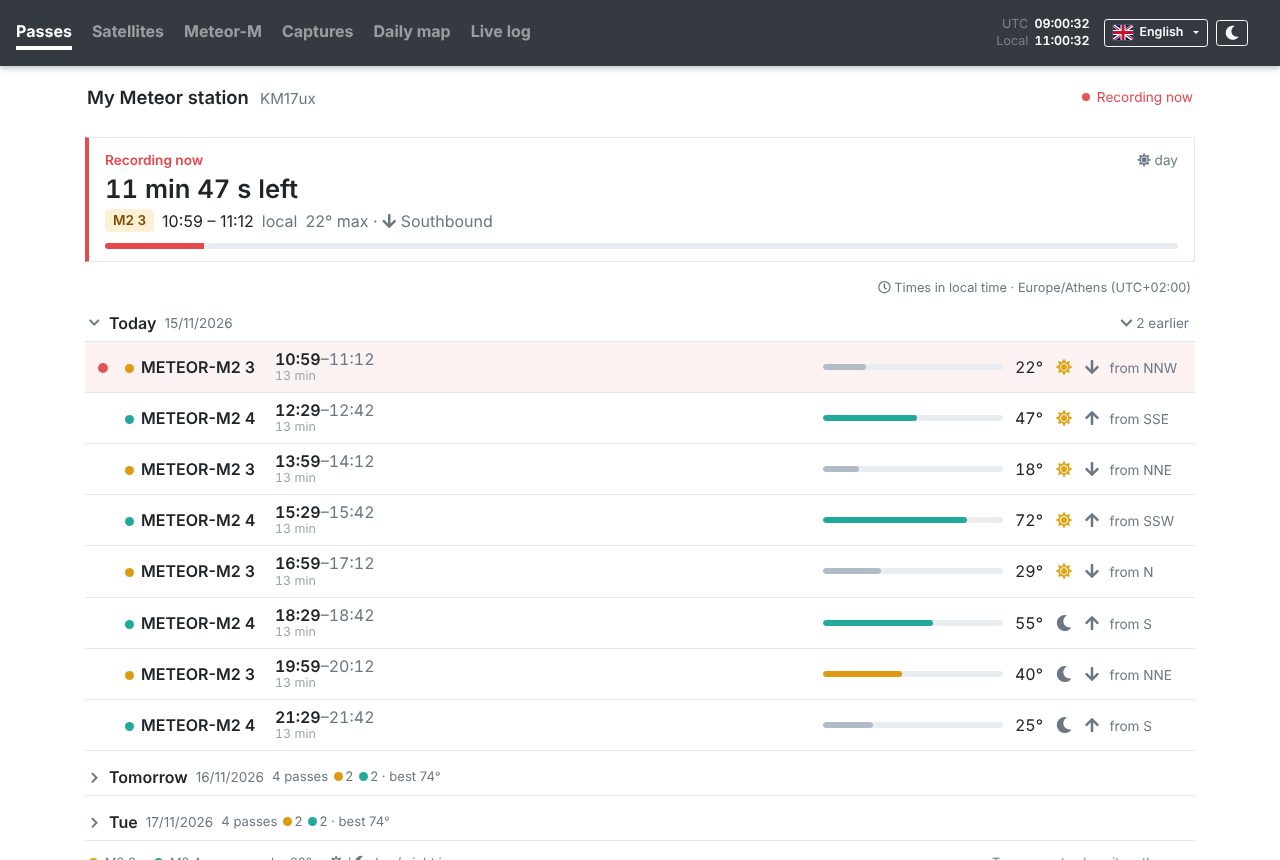 Passes Satellites Meteor-M Captures Daily map Live log
UTC 09:00:32
Local 11:00:32
English
My Meteor station KM17ux
Recording now
Recording now
day
11 min 47 s left
M2 3 10:59 – 11:12 local 22° max · Southbound
Times in local time · Europe/Athens (UTC+02:00)
Today 15/11/2026
2 earlier
METEOR-M2 3 10:59–11:12 22° from NNW
13 min
METEOR-M2 4 12:29–12:42 47° from SSE
13 min
METEOR-M2 3 13:59–14:12 18° from NNE
13 min
METEOR-M2 4 15:29–15:42 72° from SSW
13 min
METEOR-M2 3 16:59–17:12 29° from N
13 min
METEOR-M2 4 18:29–18:42 55° from S
13 min
METEOR-M2 3 19:59–20:12 40° from NNE
13 min
METEOR-M2 4 21:29–21:42 25° from S
13 min
Tomorrow 16/11/2026 4 passes 2 2 · best 74°
Tue 17/11/2026 4 passes 2 2 · best 74°